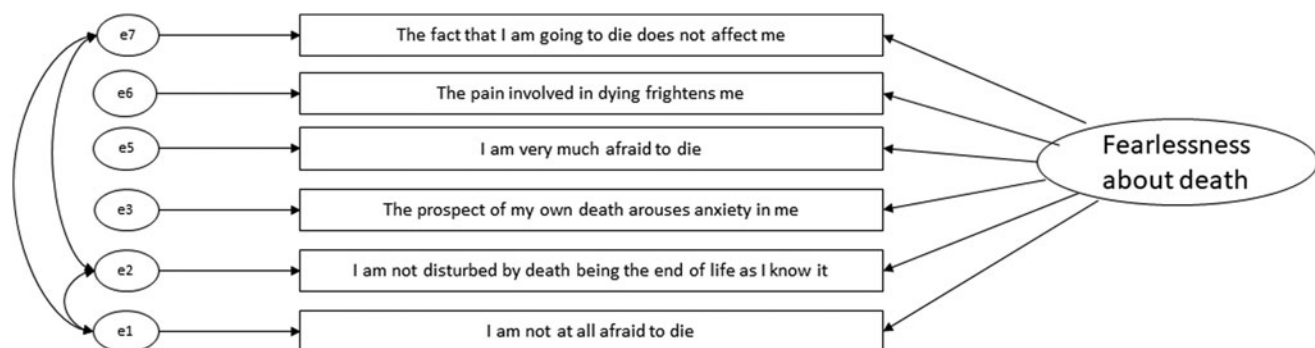 e7
The fact that I am going to die does not affect me
e6
The pain involved in dying frightens me
e5
I am very much afraid to die
Fearlessness
about death
e3
The prospect of my own death arouses anxiety in me
e2
I am not disturbed by death being the end of life as I know it
e1
I am not at all afraid to die